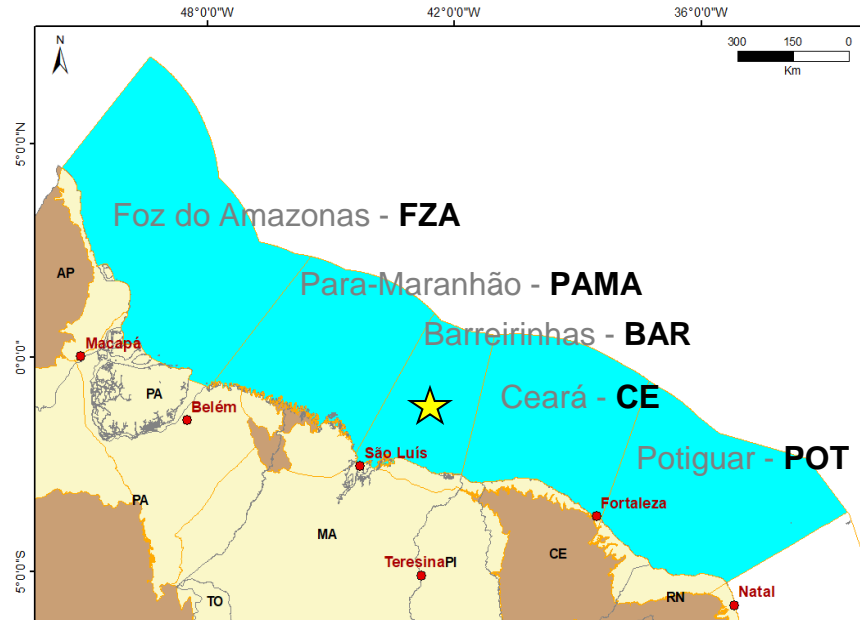 48°0'0"W
42°0'0"W
36°0'0"W
N
300 150 0
Km
5°0'0"N
Foz do Amazonas - FZA
AP
Para-Maranhão - PAMA
Barreirinhas - BAR
0°0'0"
Macapá
PA
Ceará - CE
Belém
Potiguar - POT
São Luís
PA
Fortaleza
MA
CE
5°0'0"S
Teresina PI
TO
RN
Natal